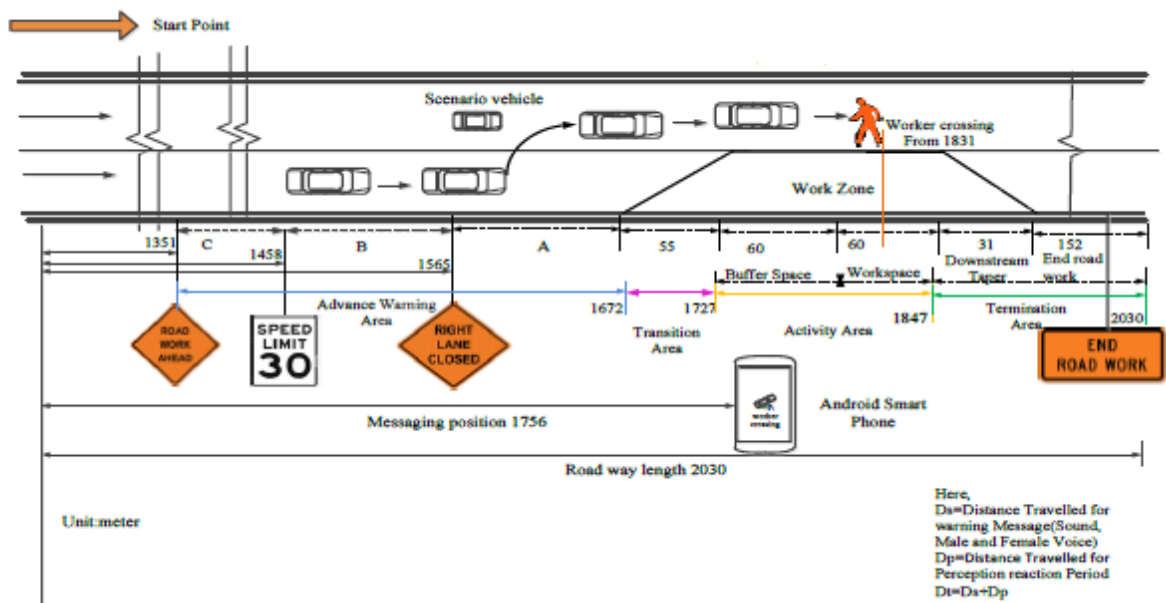 Start Point
Scenario vehicle
Worker crossing
From 1831
Work Zone
1351
C
1458
B
1565
A
55
60
60
31
152
Downstream
Taper
End road
work
Buffer Space
Workspace
Advance Warning
Area
1672
1727
Transition
Area
1847
Activity Area
Termination
Area
2030
ROAD
WORK
AHEAD
SPEED
LIMIT
30
RIGHT
LANE
CLOSED
END
ROAD WORK
Messaging position 1756
worker
crossing
Android Smart
Phone
Road way length 2030
Unit:meter
Here,
Ds=Distance Travelled for
warning Message(Sound,
Male and Female Voice)
Dp=Distance Travelled for
Perception reaction Period
Dt=Ds+Dp